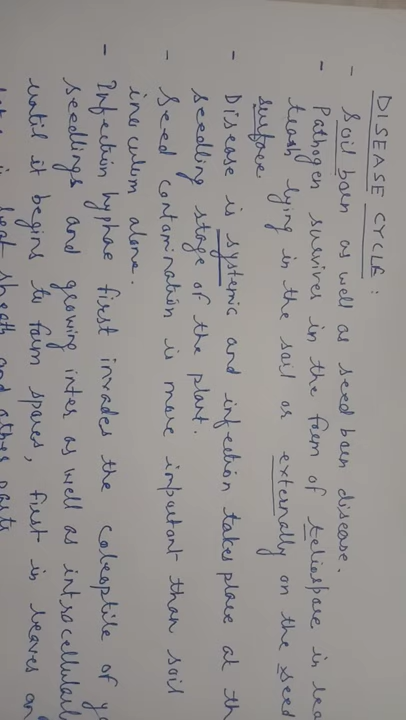 DISEASE CYCLE :
- Soil born as well as seed born disease.
- Pathogen survives in the form of teliospore in
trash lying in the soil or externally on the seed
surface
- Disease is systemic and infection takes place at
seedling stage of the plant.
- Seed contamination is more important than soil
inoculum alone.
- Infection hyphae first invades the coleoptile of
seedlings and growing inter as well as intracellular
until it begins to form spores, first in leaves
later in leaf sheath and other parts